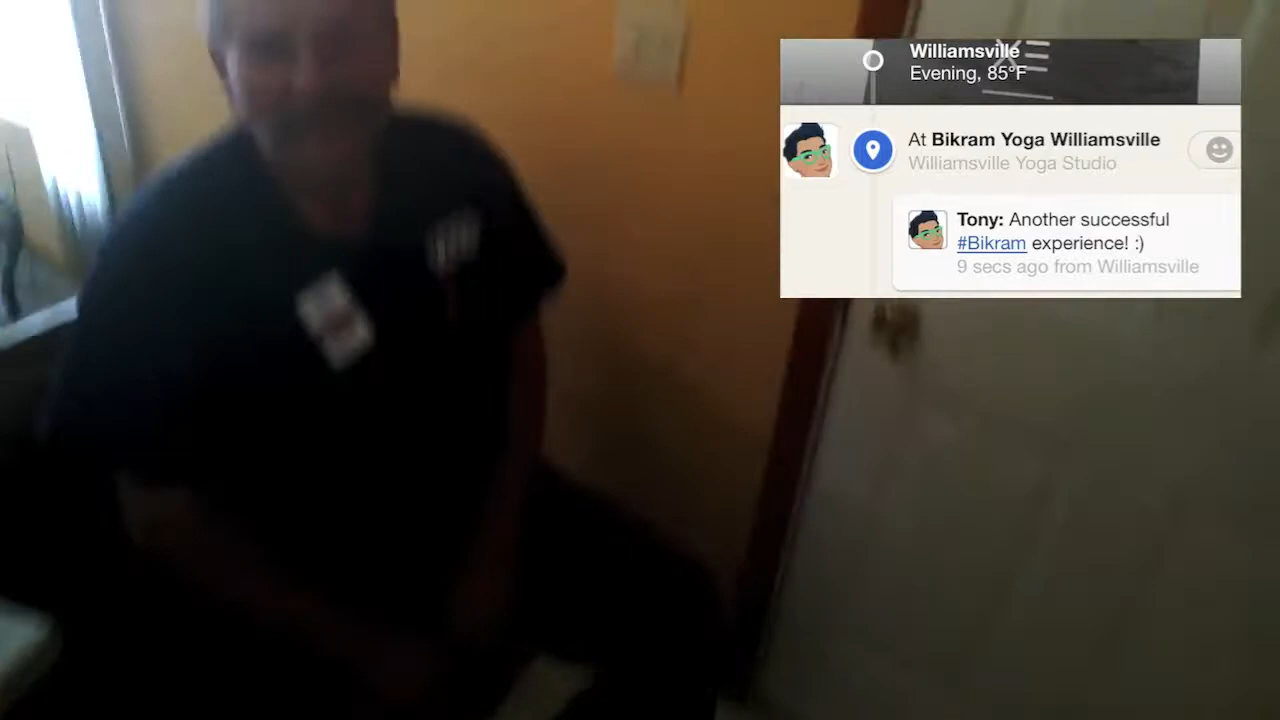 Williamsville
Evening, 85°F
At Bikram Yoga Williamsville
Williamsville Yoga Studio
Tony: Another successful
#Bikram experience! :)
9 secs ago from Williamsville